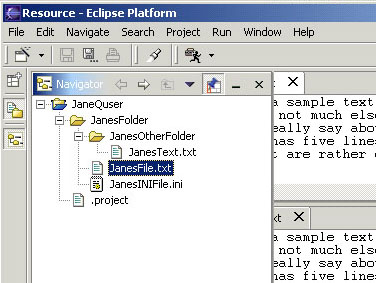 Resource - Eclipse Platform
File Edit Navigate Search Project Run Window Help
Navigator
JaneQuser
JanesFolder
JanesOtherFolder
JanesText.txt
JanesFile.txt
JanesINIFile.ini
.project
t
a sample text
not much else
eally say abo
has five line
t are rather
xt
a sample text
not much else
eally say abo
has five line